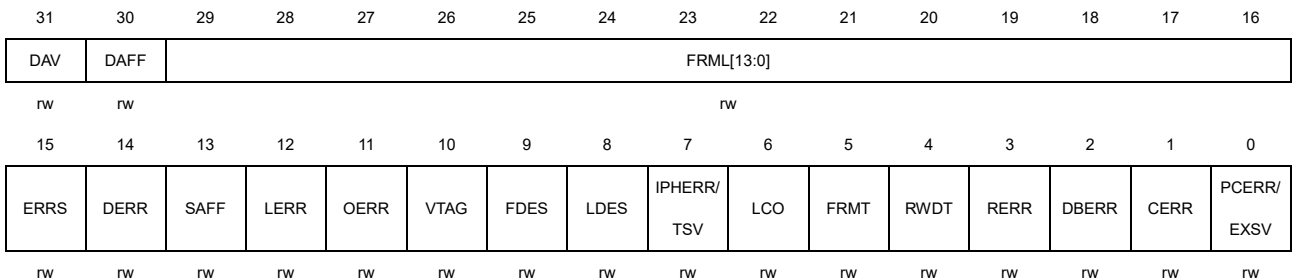 31 30 29 28 27 26 25 24 23 22 21 20 19 18 17 16
DAV DAFF FRML[13:0]
rw rw rw
15 14 13 12 11 10 9 8 7 6 5 4 3 2 1 0
ERRS DERR SAFF LERR OERR VTAG FDES LDES IPHERR/ TSV LCO FRMT RWDT RERR DBERR CERR PCERR/ EXSV
rw rw rw rw rw rw rw rw rw rw rw rw rw rw rw rw